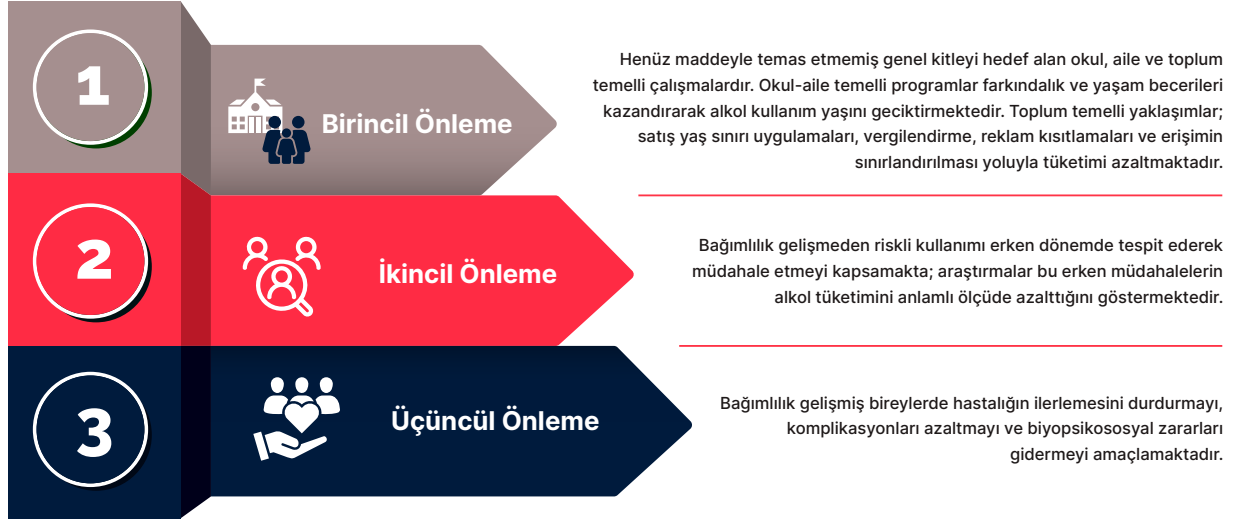 1
Birincil Önleme
Henüz maddeyle temas etmemiş genel kitleyi hedef alan okul, aile ve toplum
temelli çalışmalardır. Okul-aile temelli programlar farkındalık ve yaşam becerileri
kazandırarak alkol kullanım yaşını geciktirmektedir. Toplum temelli yaklaşımlar;
satış yaş sınırı uygulamaları, vergilendirme, reklam kısıtlamaları ve erişimin
sınırlandırılması yoluyla tüketimi azaltmaktadır.
2
İkincil Önleme
Bağımlılık gelişmeden riskli kullanımı erken dönemde tespit ederek
müdahale etmeyi kapsamakta; araştırmalar bu erken müdahalelerin
alkol tüketimini anlamlı ölçüde azalttığını göstermektedir.
3
Üçüncül Önleme
Bağımlılık gelişmiş bireylerde hastalığın ilerlemesini durdurmayı,
komplikasyonları azaltmayı ve biyopsikososyal zararları
gidermeyi amaçlamaktadır.